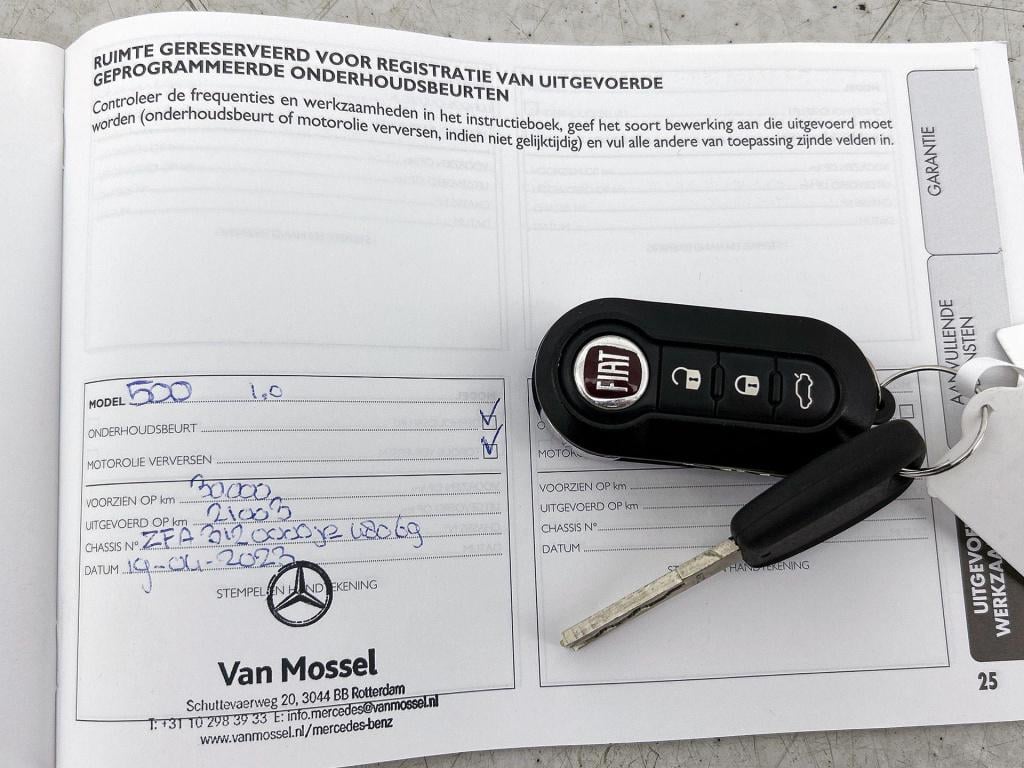 RUIMTE GERESERVEERD VOOR REGISTRATIE VAN UITGEVOERDE
GEPROGRAMMEERDE ONDERHOUDSBEURTEN
Controleer de frequenties en werkzaamheden in het instructieboek, geef het soort bewerking aan die uitgevoerd moet
worden (onderhoudsbeurt of motorolie verversen, indien niet gelijktijdig) en vul alle andere van toepassing zijnde velden in.
MODEL 500 1.0
ONDERHOUDSBEURT
MOTOROLIE VERVERSEN
VOORZIEN OP km 30000
UITGEVOERD OP km 21003
CHASSIS N° ZFA 312 0000
DATUM 19-04-2023
STEMPEL EN HANDTEKENING
Van Mossel
Schuttevaerweg 20, 3044 BB Rotterdam
T: +31 10 298 39 33 E: info.mercedes@vanmossel.nl
www.vanmossel.nl/mercedes-benz
FIAT
VOORZIEN OP km
UITGEVOERD OP km
CHASSIS N°
DATUM
GARANTIE
25